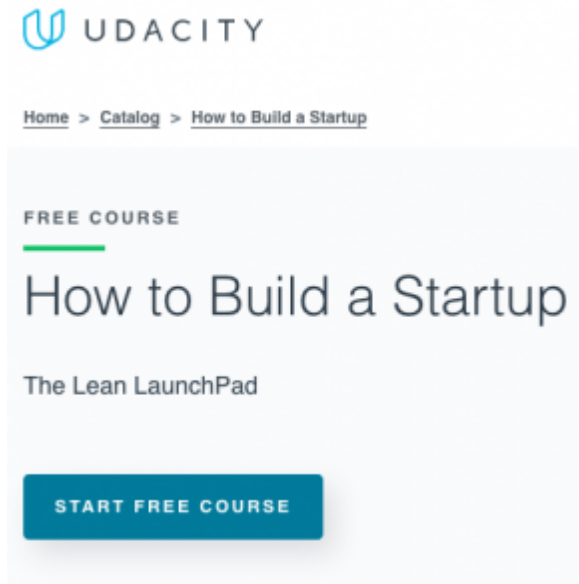 UDACITY
Home > Catalog > How to Build a Startup
FREE COURSE
How to Build a Startup
The Lean LaunchPad
START FREE COURSE